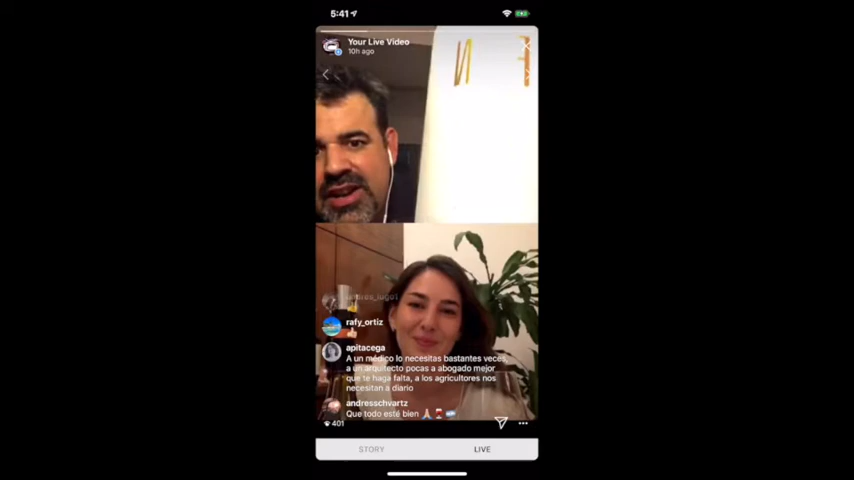 5:41
Your Live Video
10h ago
andres_lugo1
rafy_ortiz
apitacega
A un médico lo necesitas bastantes veces,
a un arquitecto pocas a abogado mejor
que te haga falta, a los agricultores nos
necesitan a diario
andresschvartz
Que todo esté bien
401
STORY
LIVE